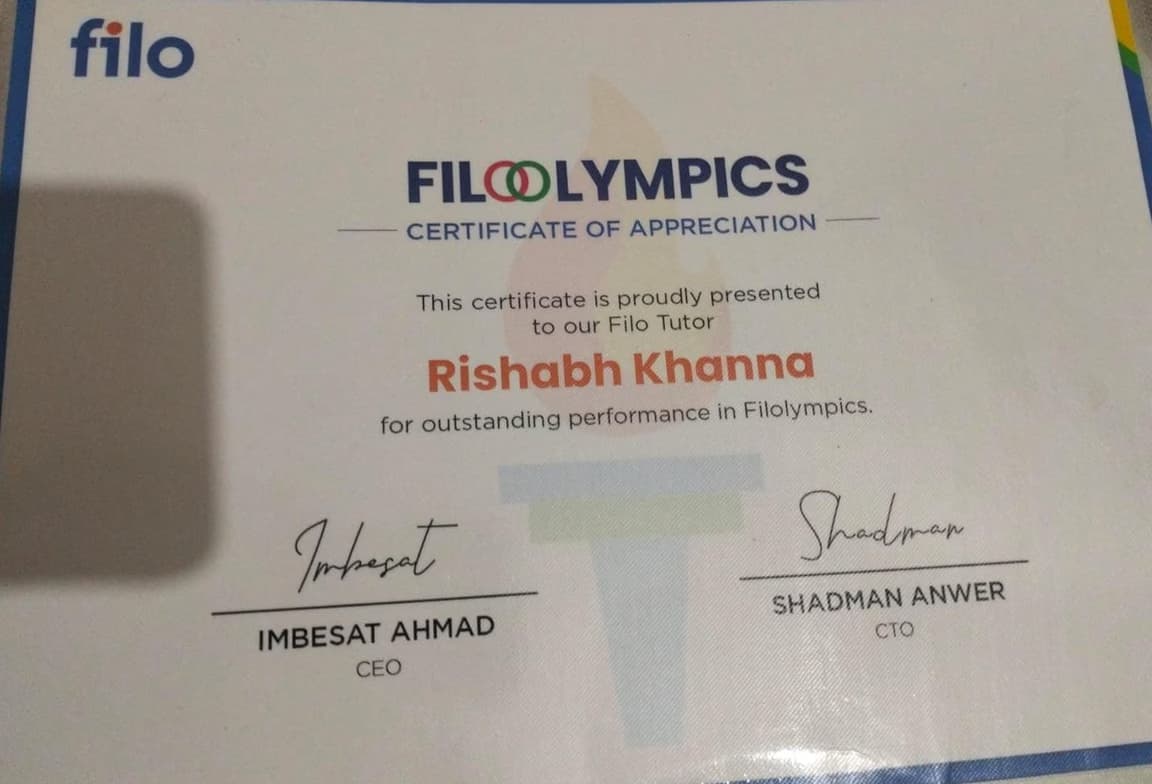 filo
FILOOLYMPICS
CERTIFICATE OF APPRECIATION
This certificate is proudly presented
to our Filo Tutor
Rishabh Khanna
for outstanding performance in Filolympics.
Imbesat Shadman
IMBESAT AHMAD SHADMAN ANWER
CEO CTO